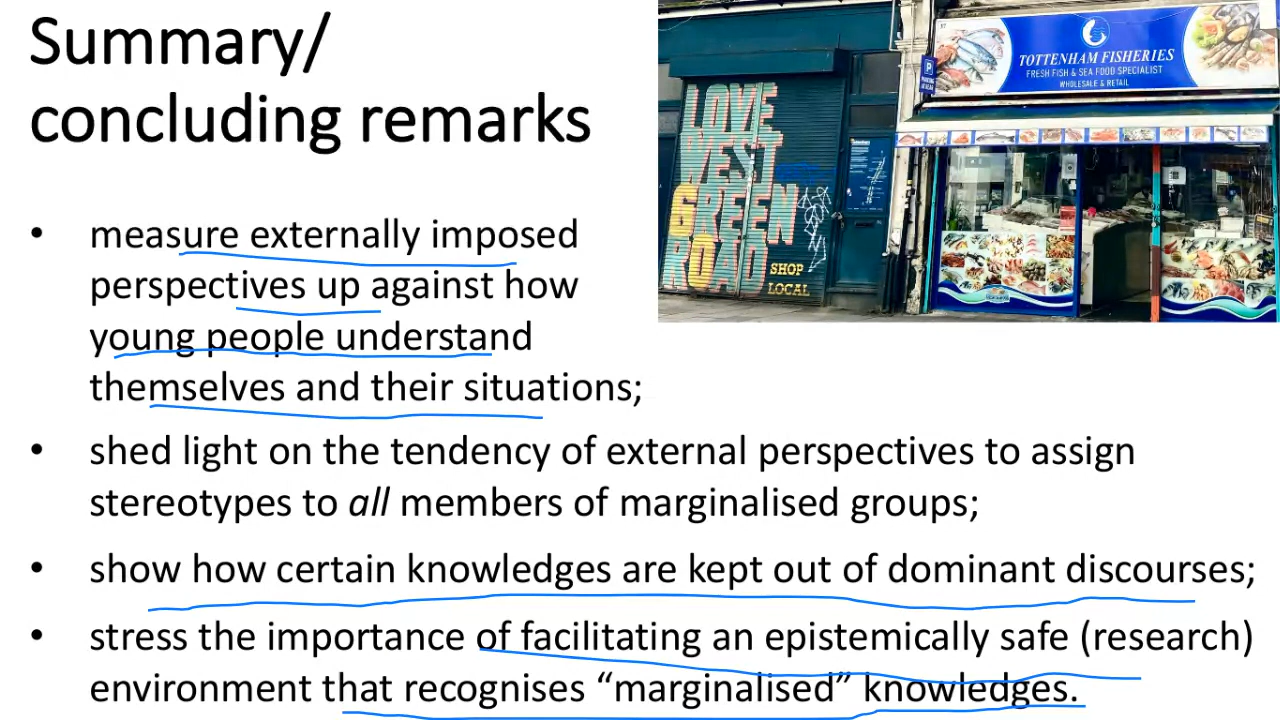 Summary/
concluding remarks
• measure externally imposed
perspectives up against how
young people understand
themselves and their situations;
• shed light on the tendency of external perspectives to assign
stereotypes to all members of marginalised groups;
• show how certain knowledges are kept out of dominant discourses;
• stress the importance of facilitating an epistemically safe (research)
environment that recognises “marginalised” knowledges.
LOVE
WEST
GREEN
ROAD
SHOP
LOCAL
TOTTENHAM FISHERIES
FRESH FISH & SEA FOOD SPECIALIST
WHOLESALE & RETAIL
P